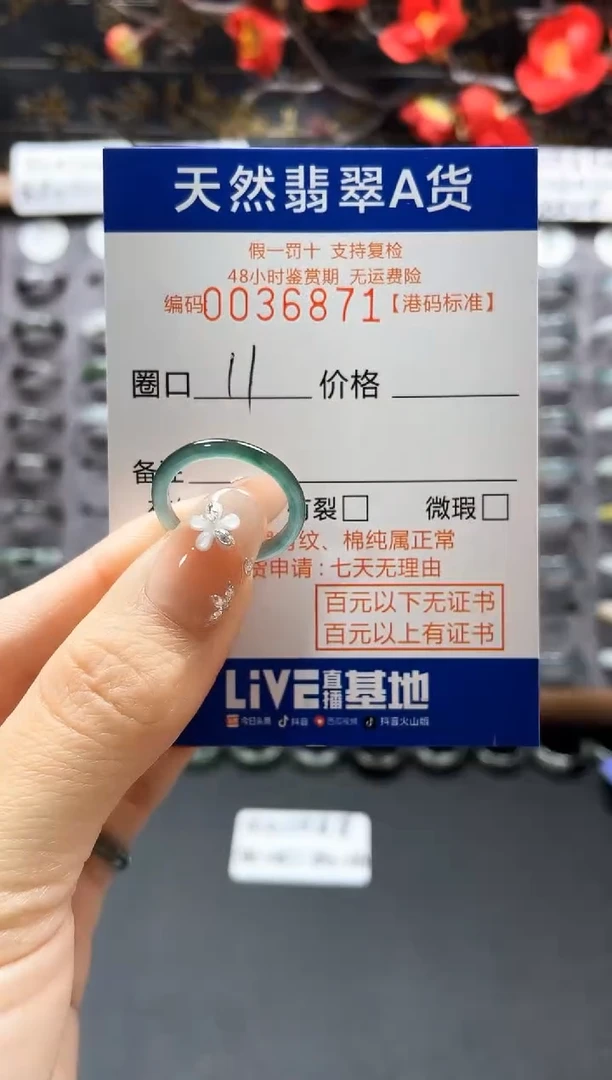 天然翡翠A货
假一罚十 支持复检
48小时鉴赏期 无运费险
编码0036871【港码标准】
圈口 11 价格
备注
有裂□ 微瑕□
纹、棉纯属正常
货申请：七天无理由
百元以下无证书
百元以上有证书
LiVE直播基地
今日头条 抖音 西瓜视频 抖音火山版